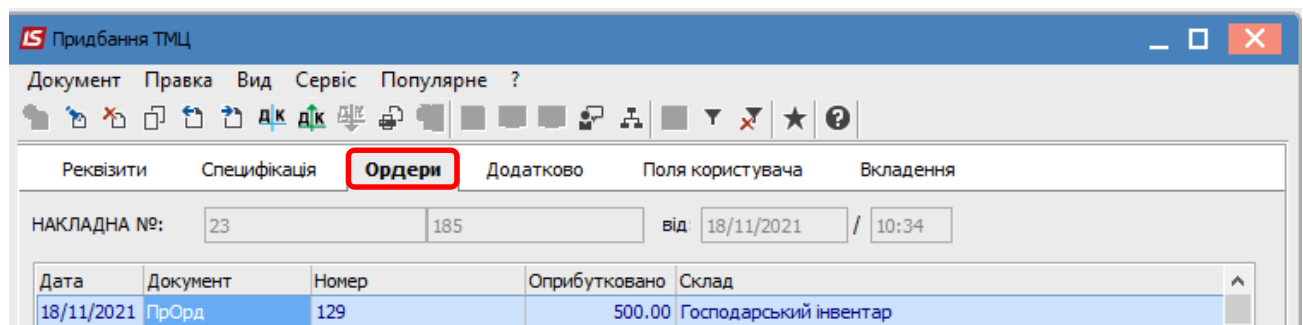 IS Придбання ТМЦ
Документ Правка Вид Сервіс Популярне ?
Реквізити Специфікація Ордери Додатково Поля користувача Вкладення
НАКЛАДНА №: 23 185 від: 18/11/2021 / 10:34
Дата Документ Номер Оприбутковано Склад
18/11/2021 ПрОрд 129 500.00 Господарський інвентар